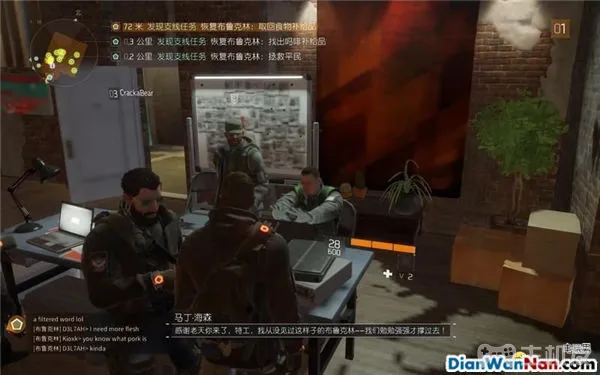 72 米 发现支线任务 恢复布鲁克林：取回食物补给品
0.3 公里 发现支线任务 恢复布鲁克林：找出吗啡补给品
0.2 公里 发现支线任务 恢复布鲁克林：拯救平民
01
03 CrackaBear
28
500
V 2
a filtered word lol
[布鲁克林] D3L7AH> I need more flesh
[布鲁克林] Kioxk> you know what pork is
[布鲁克林] D3L7AH> kinda
马丁·海森
感谢老天你来了，特工，我从没见过这样子的布鲁克林——我们勉勉强强才撑过去！
DianWanNan.Com